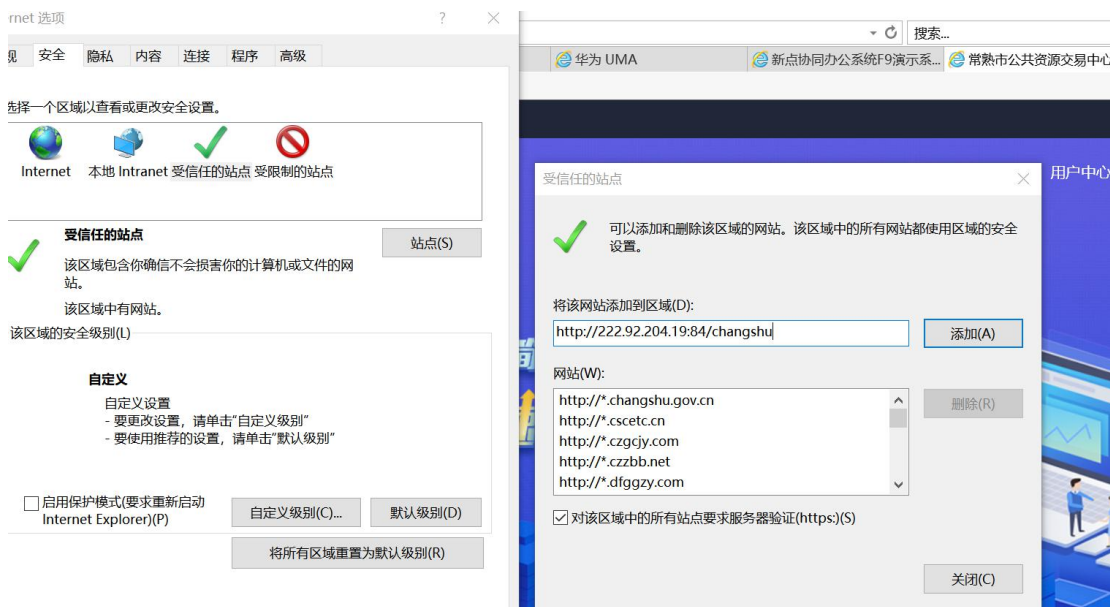 rnet 选项
安全 隐私 内容 连接 程序 高级
选择一个区域以查看或更改安全设置。
Internet 本地 Intranet 受信任的站点 受限制的站点
受信任的站点
站点(S)
该区域包含你确信不会损害你的计算机或文件的网
站。
该区域中有网站。
该区域的安全级别(L)
自定义
自定义设置
- 要更改设置，请单击“自定义级别”
- 要使用推荐的设置，请单击“默认级别”
启用保护模式(要求重新启动
Internet Explorer)(P)
自定义级别(C)...
默认级别(D)
将所有区域重置为默认级别(R)
搜索...
华为 UMA
新点协同办公系统F9演示系...
常熟市公共资源交易中心
用户中心
受信任的站点
可以添加和删除该区域的网站。该区域中的所有网站都使用区域的安全
设置。
将该网站添加到区域(D):
http://222.92.204.19:84/changshu
添加(A)
网站(W):
http://*.changshu.gov.cn
http://*.cscetc.cn
http://*.czgcjy.com
http://*.czzbb.net
http://*.dfggzy.com
删除(R)
对该区域中的所有站点要求服务器验证(https:)(S)
关闭(C)